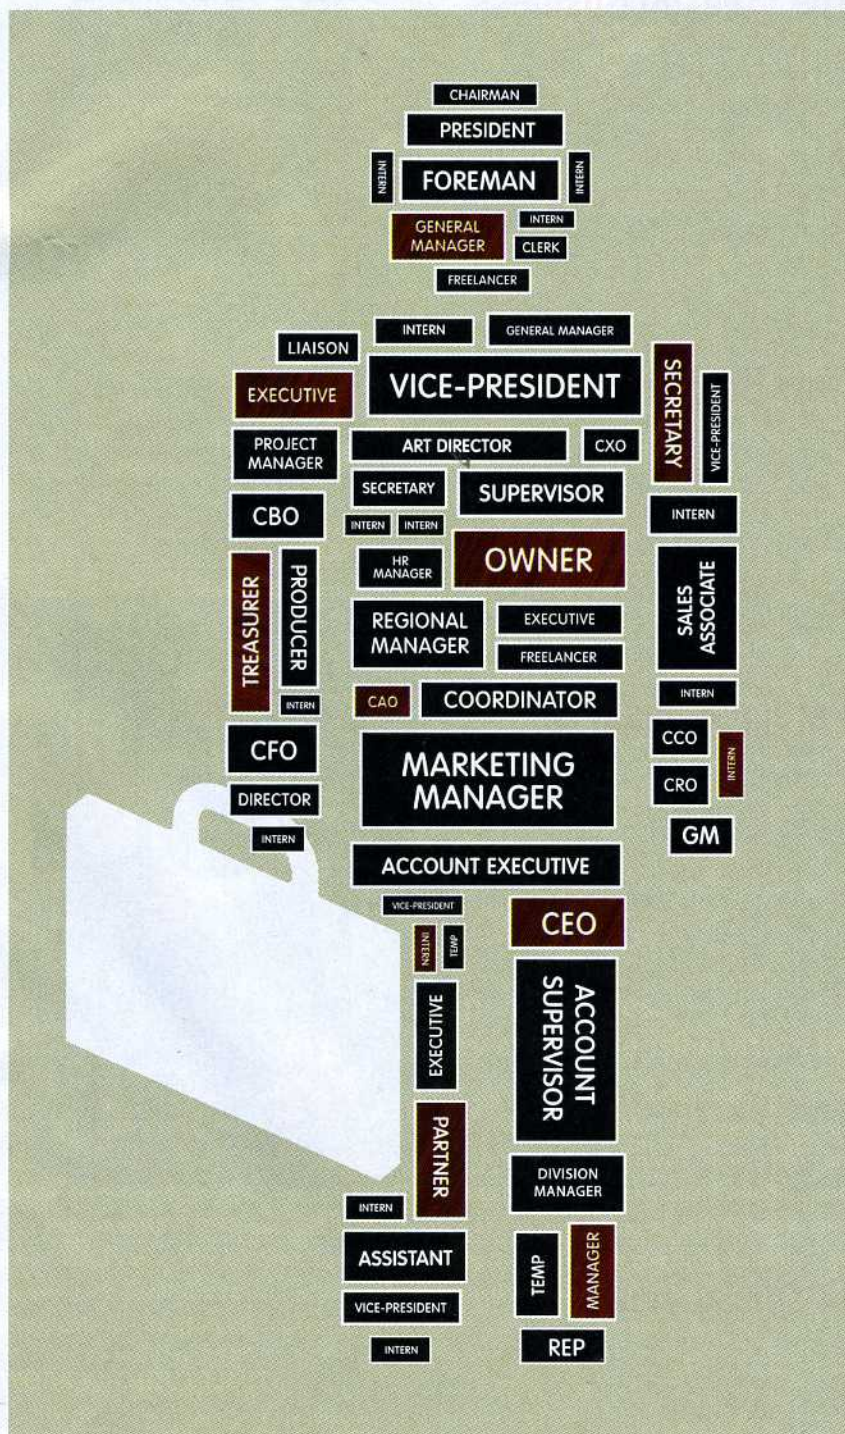 CHAIRMAN
PRESIDENT
INTERN
FOREMAN
INTERN
GENERAL
MANAGER
INTERN
CLERK
FREELANCER
INTERN
GENERAL MANAGER
LIAISON
VICE-PRESIDENT
SECRETARY
VICE-PRESIDENT
EXECUTIVE
PROJECT
MANAGER
ART DIRECTOR
CXO
SECRETARY
SUPERVISOR
CBO
INTERN
INTERN
INTERN
OWNER
HR
MANAGER
TREASURER
PRODUCER
SALES
ASSOCIATE
REGIONAL
MANAGER
EXECUTIVE
FREELANCER
INTERN
CAO
COORDINATOR
INTERN
CFO
MARKETING
MANAGER
CCO
INTERN
CRO
DIRECTOR
INTERN
GM
ACCOUNT EXECUTIVE
VICE-PRESIDENT
CEO
INTERN
TEMP
ACCOUNT
SUPERVISOR
EXECUTIVE
PARTNER
DIVISION
MANAGER
INTERN
ASSISTANT
TEMP
MANAGER
VICE-PRESIDENT
INTERN
REP